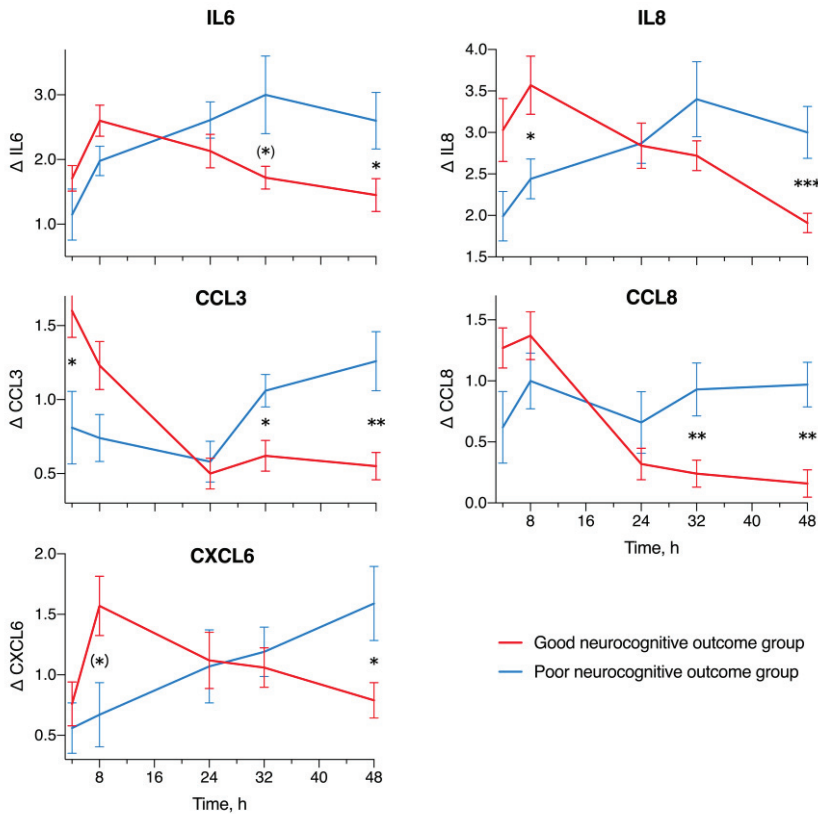 IL6
Δ IL6
3.0
2.0
1.0
(*)
*
IL8
Δ IL8
4.0
3.5
3.0
2.5
2.0
1.5
*
***
CCL3
Δ CCL3
1.5
1.0
0.5
*
*
**
CCL8
Δ CCL8
1.5
1.0
0.5
0.0
**
**
8 16 24 32 40 48
Time, h
CXCL6
Δ CXCL6
2.0
1.5
1.0
0.5
(*)
*
8 16 24 32 40 48
Time, h
Good neurocognitive outcome group
Poor neurocognitive outcome group